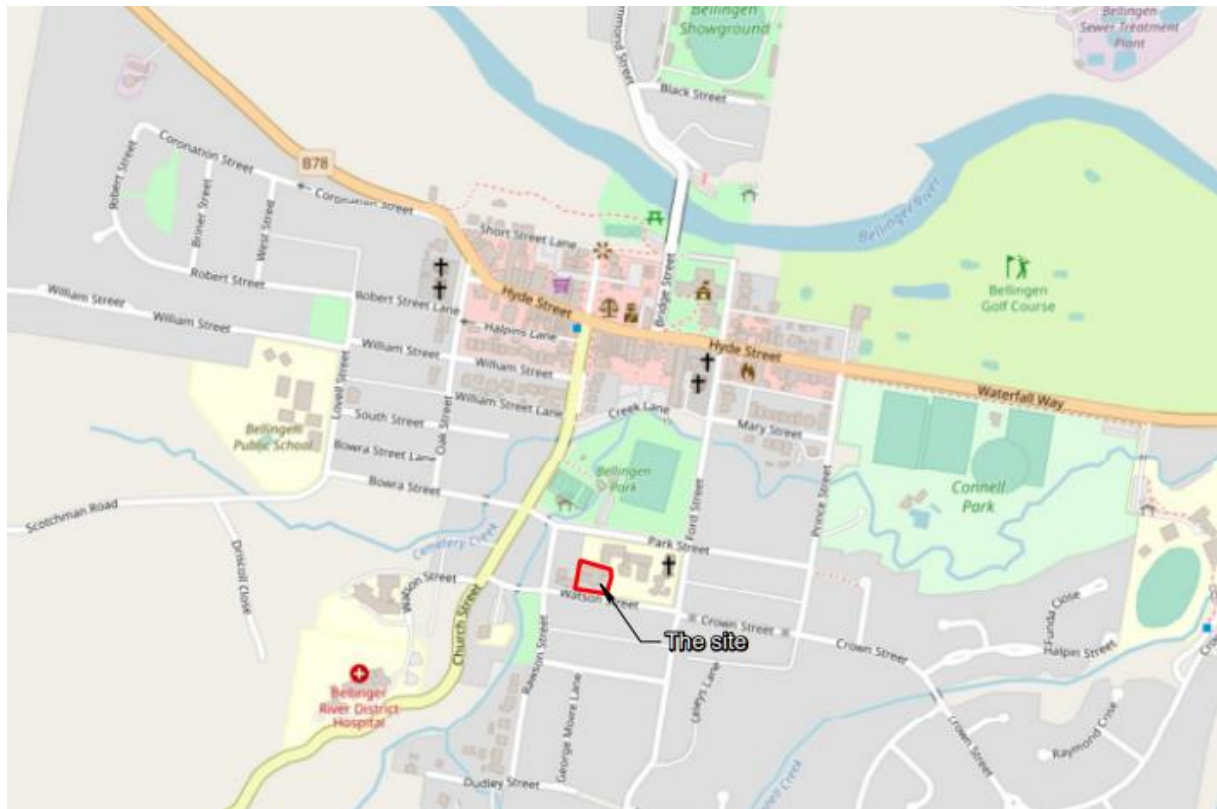 Bellingen
Showground
Bellingen
Sewer Treatment
Plant
Black Street
Coronation Street
B78
Robert Street
Briner Street
West Street
← Coronation Street
Short Street Lane
Bridge Street
Bellinger River
Bellingen
Golf Course
Robert Street
Robert Street Lane
Hyde Street
← Halpins Lane
Hyde Street
William Street
William Street
William Street
William Street Lane
Waterfall Way
Lovell Street
Oak Street
South Street
Creek Lane
Mary Street
Bellingen
Public School
Bowra Street Lane
Bowra Street
Bellingen
Park
Ford Street
Prince Street
Connell
Park
Scotchman Road
Cemetery Creek
Park Street
Driscoll Close
Church Street
Watson Street
Crown Street
The site
Crown Street
Funda Close
Halpin Street
Rawson Street
Bellinger
River District
Hospital
George Moore Lane
Laleys Lane
Crown Street
Raymond Close
Dudley Street